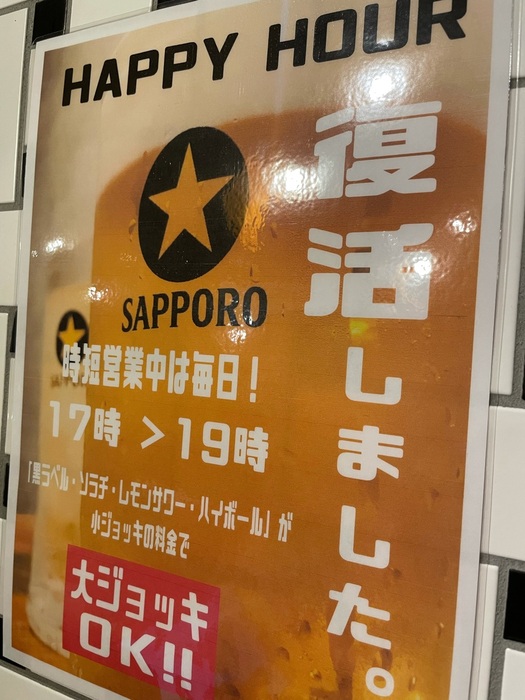 HAPPY HOUR
復活しました。
SAPPORO
時短営業中は毎日！
17時 ＞19時
「黒ラベル・ソラチ・レモンサワー・ハイボール」が
小ジョッキの料金で
大ジョッキ
OK!!